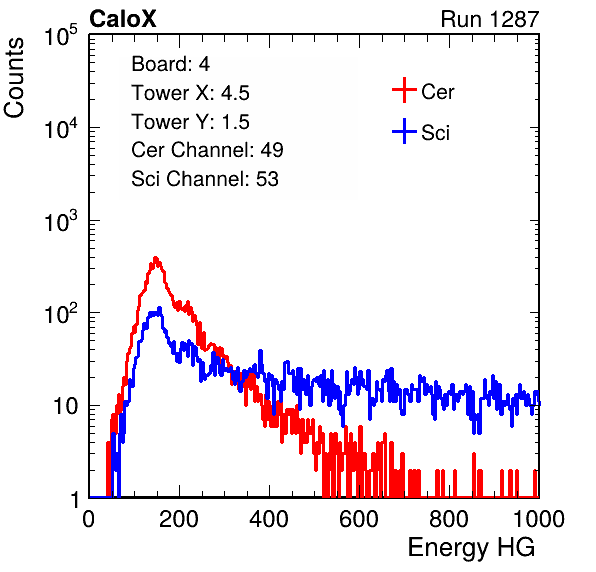 CaloX Run 1287
Counts
10^5
10^4
10^3
10^2
10
1
Board: 4
Tower X: 4.5
Tower Y: 1.5
Cer Channel: 49
Sci Channel: 53
Cer
Sci
0 200 400 600 800 1000
Energy HG